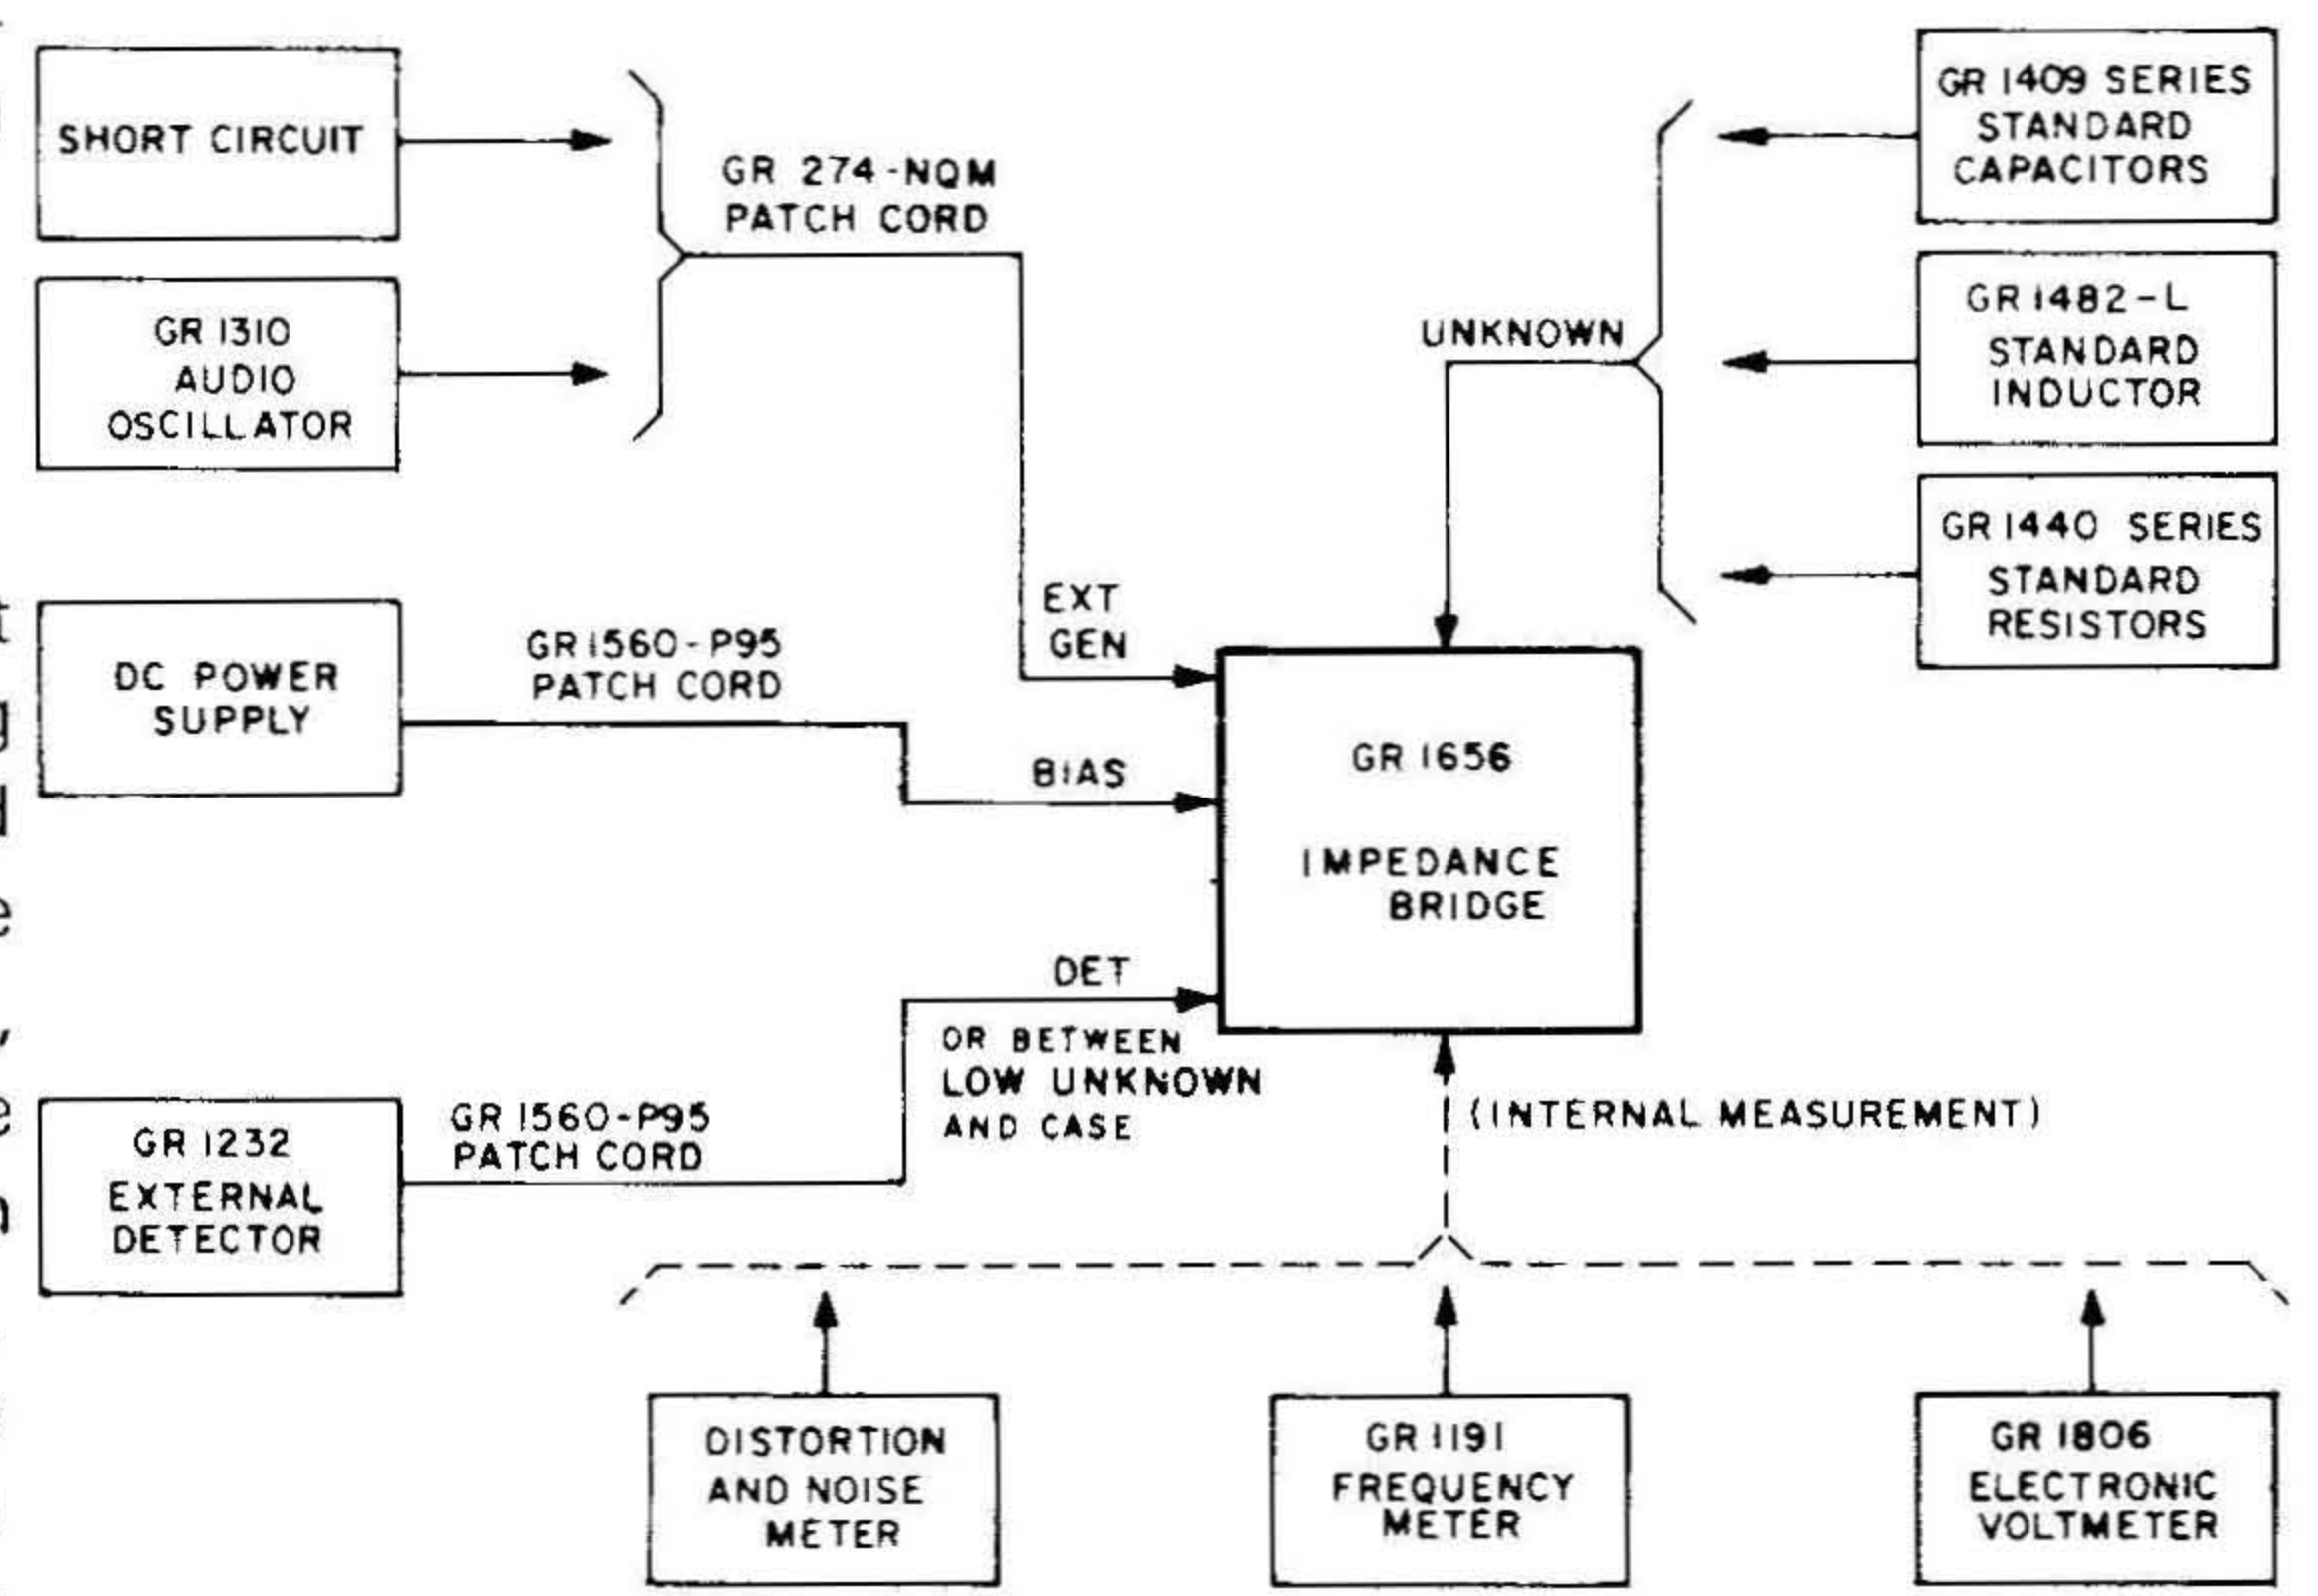 SHORT CIRCUIT
GR 1310
AUDIO
OSCILLATOR
GR 274-NQM
PATCH CORD
UNKNOWN
GR 1409 SERIES
STANDARD
CAPACITORS
GR 1482-L
STANDARD
INDUCTOR
GR 1440 SERIES
STANDARD
RESISTORS
DC POWER
SUPPLY
GR 1560-P95
PATCH CORD
EXT
GEN
BIAS
GR 1656
IMPEDANCE
BRIDGE
DET
OR BETWEEN
LOW UNKNOWN
AND CASE
GR 1232
EXTERNAL
DETECTOR
GR 1560-P95
PATCH CORD
(INTERNAL MEASUREMENT)
DISTORTION
AND NOISE
METER
GR 1191
FREQUENCY
METER
GR 1806
ELECTRONIC
VOLTMETER